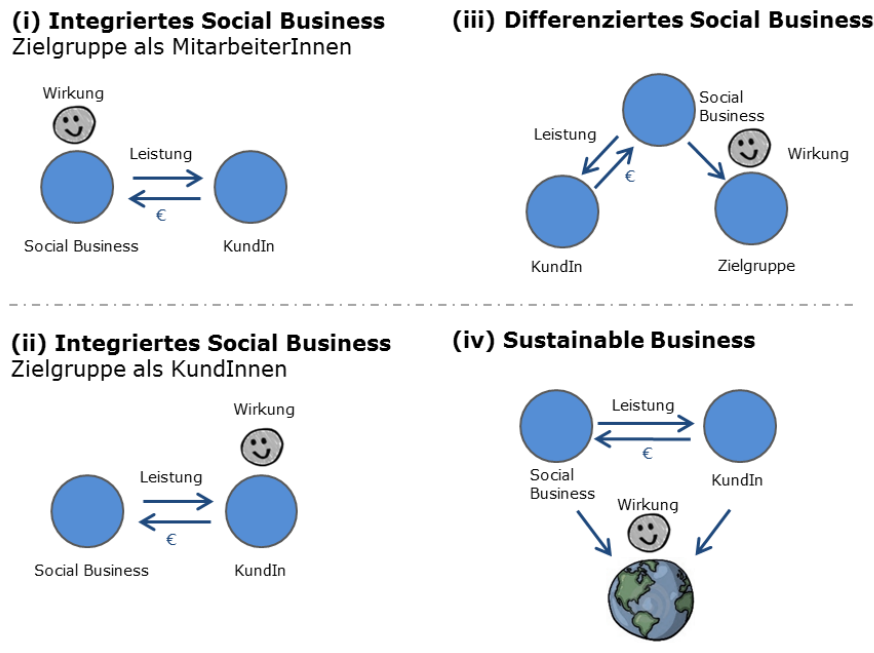 (i) Integriertes Social Business
Zielgruppe als MitarbeiterInnen
Wirkung
Leistung
€
Social Business
KundIn
(iii) Differenziertes Social Business
Social
Business
Leistung
€
Wirkung
KundIn
Zielgruppe
(ii) Integriertes Social Business
Zielgruppe als KundInnen
Wirkung
Leistung
€
Social Business
KundIn
(iv) Sustainable Business
Leistung
€
Social
Business
KundIn
Wirkung